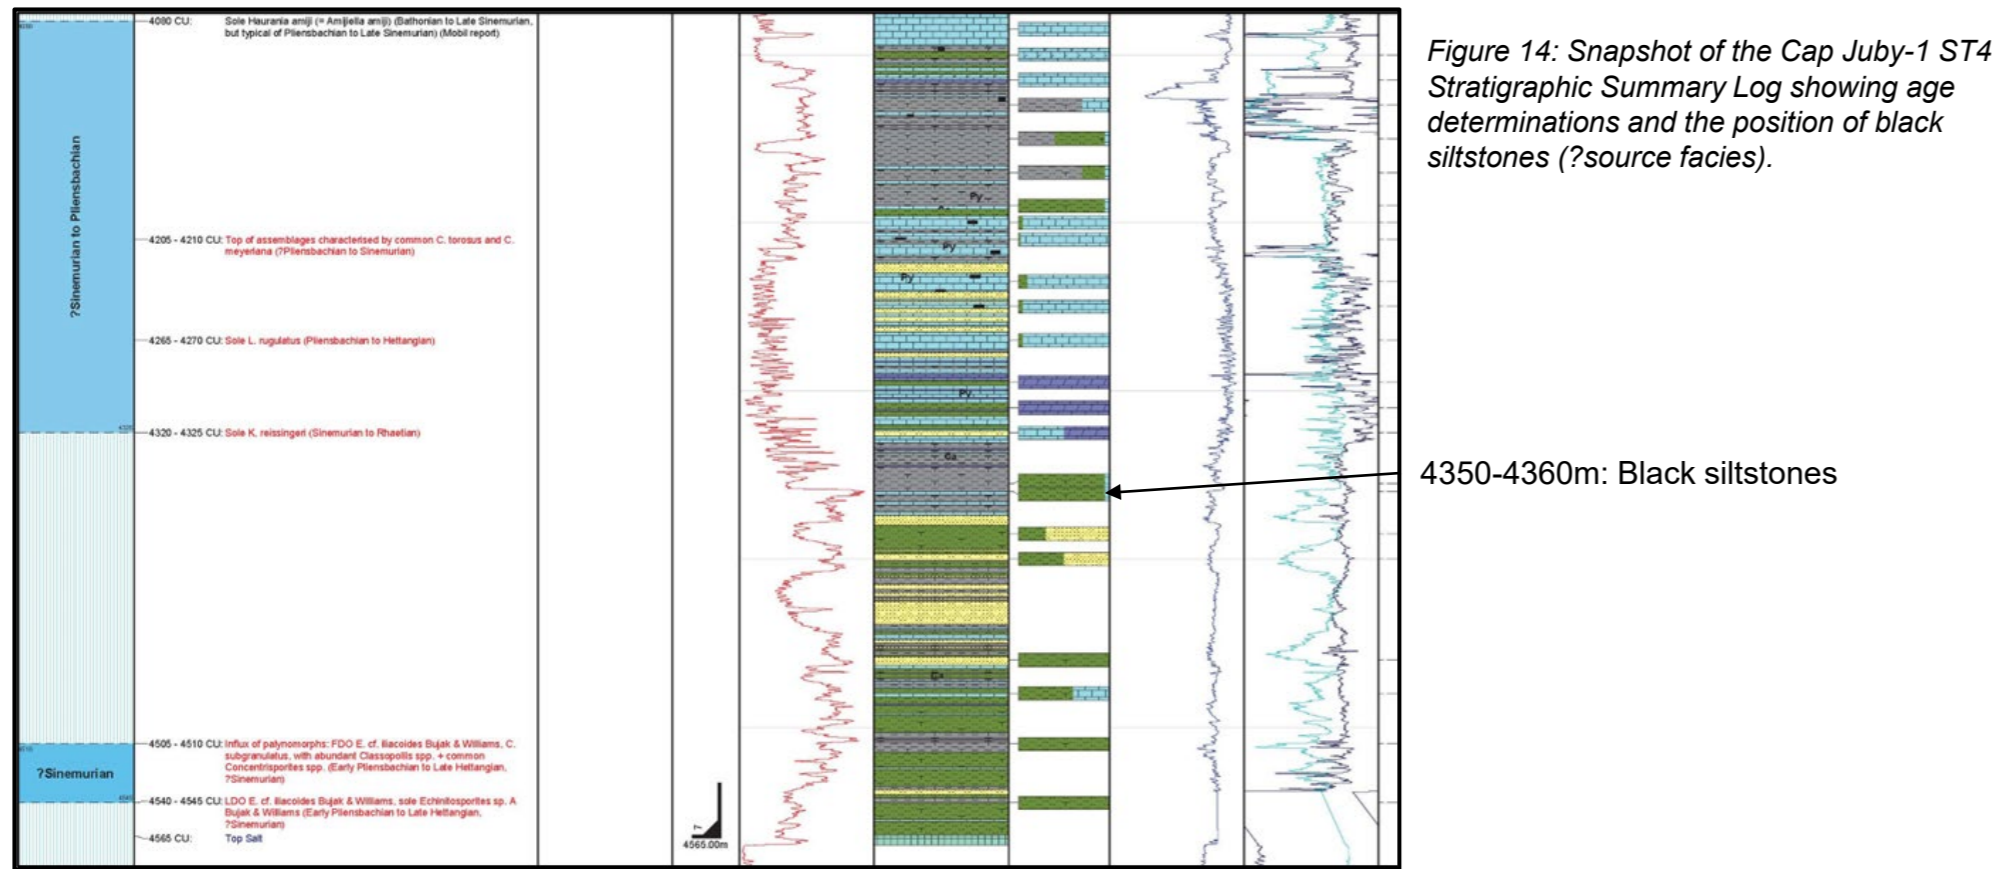 4080 CU: Sole Haurania amiji (= Amijiella amiji) (Bathonian to Late Sinemurian,
but typical of Pliensbachian to Late Sinemurian) (Mobil report)
?Sinemurian to Pliensbachian
4205 - 4210 CU: Top of assemblages characterised by common C. torosus and C.
meyeriana (?Pliensbachian to Sinemurian)
4265 - 4270 CU: Sole L. rugulatus (Pliensbachian to Hettangian)
4320 - 4325 CU: Sole K. reissingeri (Sinemurian to Rhaetian)
4505 - 4510 CU: Influx of palynomorphs: FDO E. cf. iliacoides Bujak & Williams, C.
subgranulatus, with abundant Classopollis spp. + common
Concentrisporites spp. (Early Pliensbachian to Late Hettangian,
?Sinemurian)
?Sinemurian
4540 - 4545 CU: LDO E. cf. iliacoides Bujak & Williams, sole Echinitosporites sp. A
Bujak & Williams (Early Pliensbachian to Late Hettangian,
?Sinemurian)
4565 CU: Top Salt
7
4565.00m
Py
Py
Py
Py
Ca
Ca
Figure 14: Snapshot of the Cap Juby-1 ST4
Stratigraphic Summary Log showing age
determinations and the position of black
siltstones (?source facies).
4350-4360m: Black siltstones